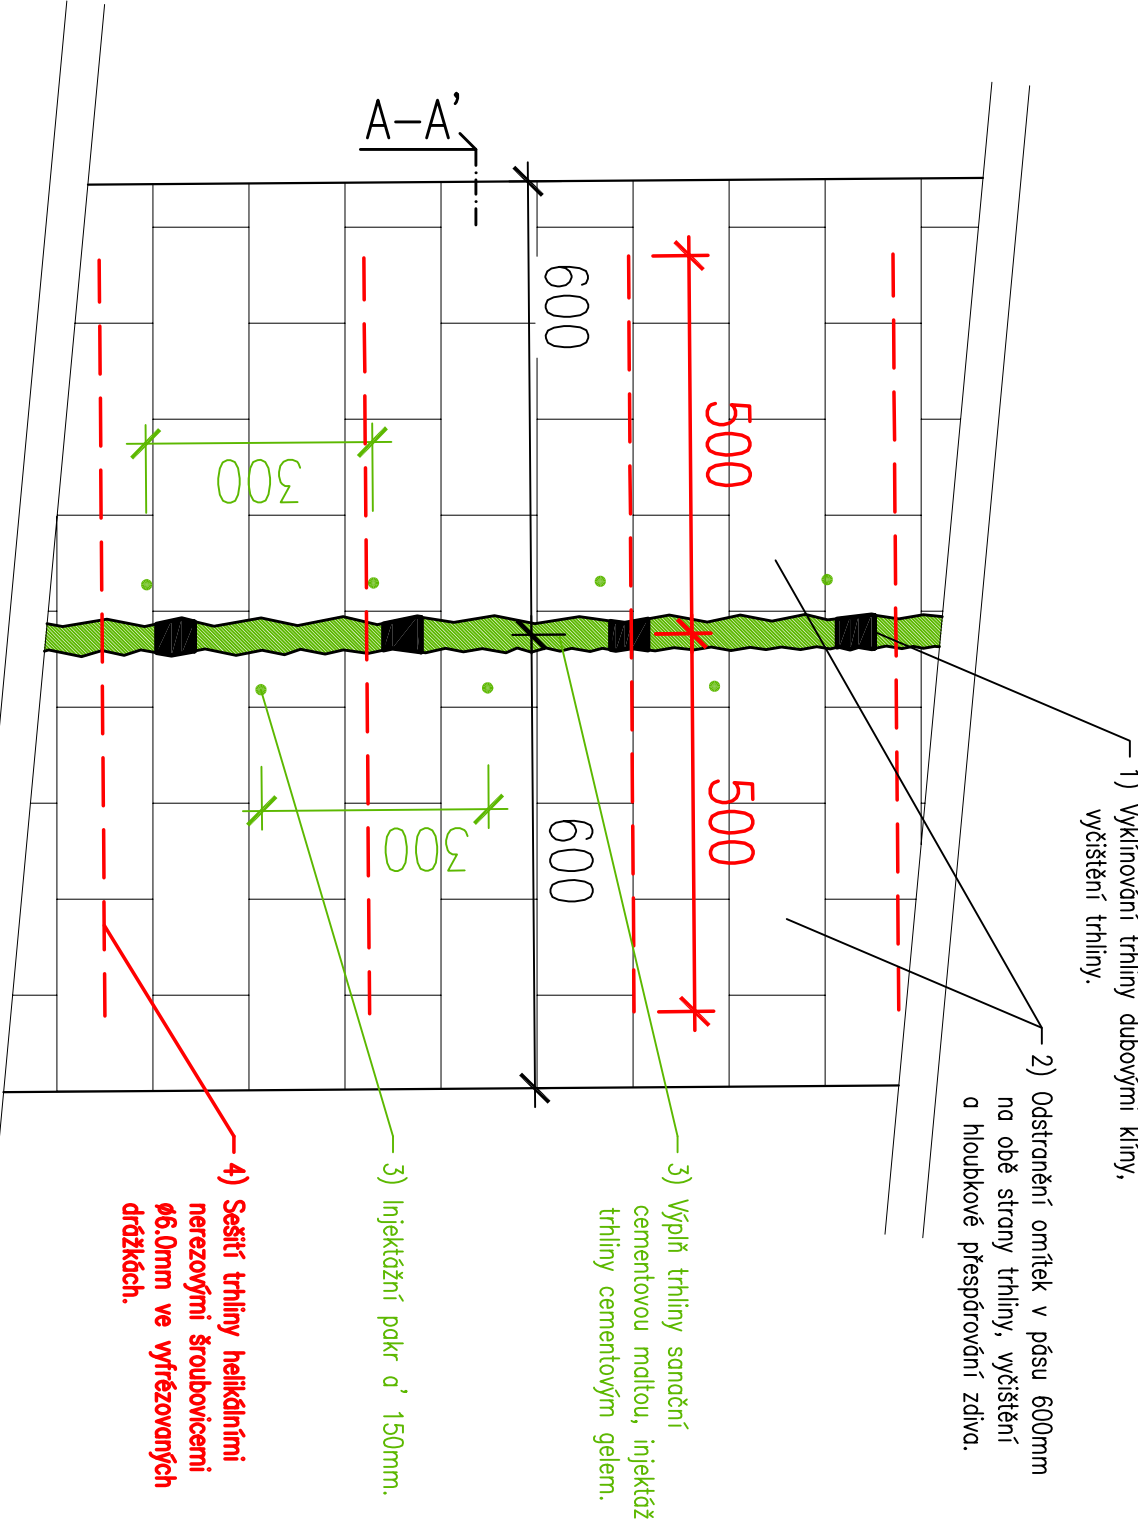 1) Vyklínování trhliny dubovými klíny,
vyčištění trhliny.
2) Odstranění omítek v pásu 600mm
na obě strany trhliny, vyčištění
a hloubkové přespárování zdiva.
3) Výplň trhliny sanační
cementovou maltou, injektáž
trhliny cementovým gelem.
3) Injektážní pakr a' 150mm.
4) Sešití trhliny helikálními
nerezovými šroubovicemi
ø6.0mm ve vyfrézovaných
drážkách.
500
500
600
600
300
300
A-A'